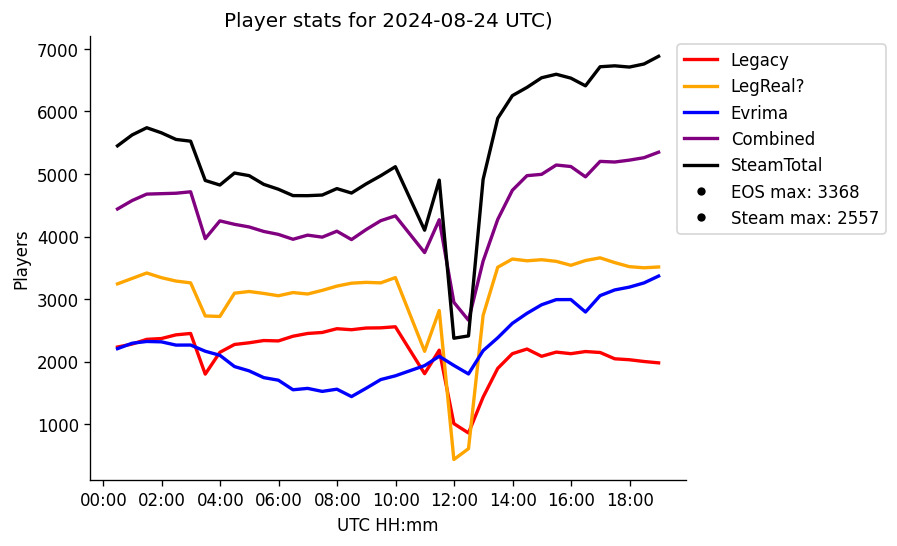 Player stats for 2024-08-24 UTC)
Players
7000
6000
5000
4000
3000
2000
1000
00:00 02:00 04:00 06:00 08:00 10:00 12:00 14:00 16:00 18:00
UTC HH:mm
Legacy
LegReal?
Evrima
Combined
SteamTotal
EOS max: 3368
Steam max: 2557